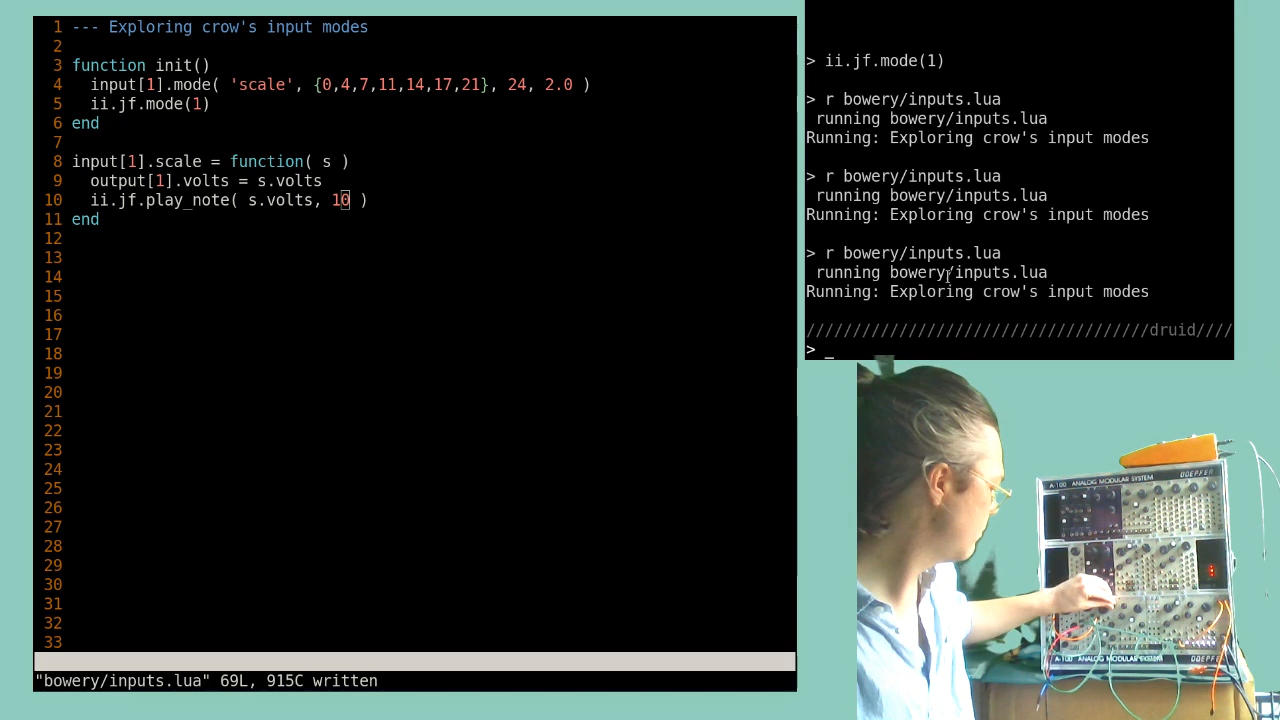 1 --- Exploring crow's input modes
2
3 function init()
4 input[1].mode( 'scale', {0,4,7,11,14,17,21}, 24, 2.0 )
5 ii.jf.mode(1)
6 end
7
8 input[1].scale = function( s )
9 output[1].volts = s.volts
10 ii.jf.play_note( s.volts, 10 )
11 end
12
13
14
15
16
17
18
19
20
21
22
23
24
25
26
27
28
29
30
31
32
33
"bowery/inputs.lua" 69L, 915C written
> ii.jf.mode(1)
> r bowery/inputs.lua
running bowery/inputs.lua
Running: Exploring crow's input modes
> r bowery/inputs.lua
running bowery/inputs.lua
Running: Exploring crow's input modes
> r bowery/inputs.lua
running bowery/inputs.lua
Running: Exploring crow's input modes
/////////////////////////////////////druid////
> _
A-100 ANALOG MODULAR SYSTEM DOEPFER
A-100 ANALOG MODULAR SYSTEM DOEPFER